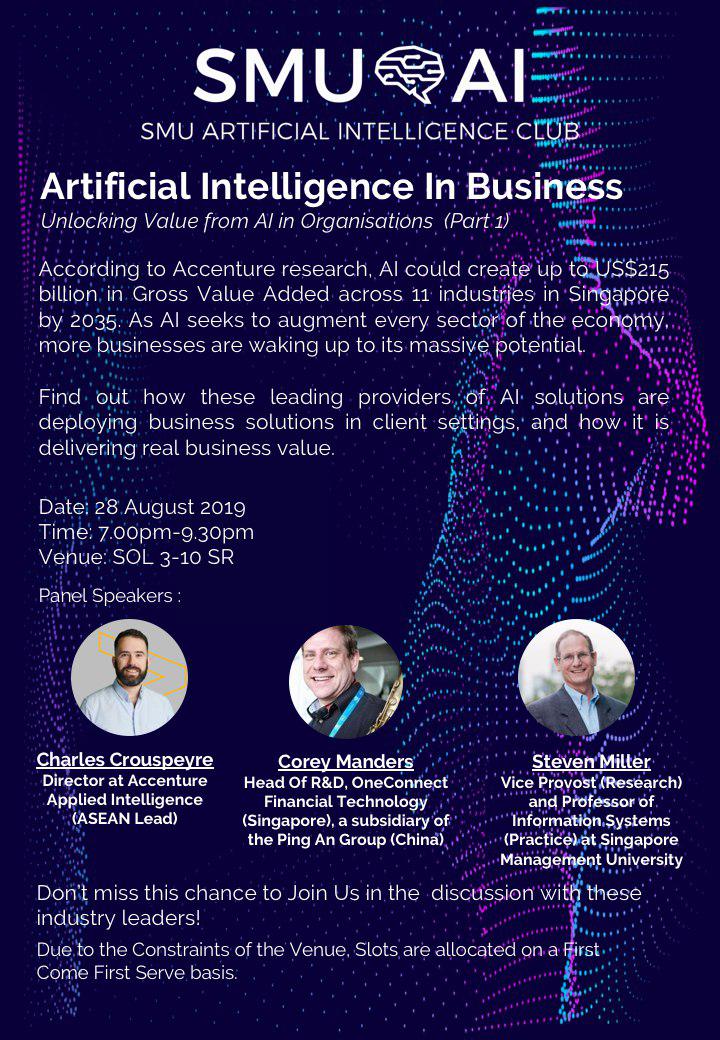 SMU AI
SMU ARTIFICIAL INTELLIGENCE CLUB
Artificial Intelligence In Business
Unlocking Value from AI in Organisations (Part 1)
According to Accenture research, AI could create up to US$215
billion in Gross Value Added across 11 industries in Singapore
by 2035. As AI seeks to augment every sector of the economy,
more businesses are waking up to its massive potential.
Find out how these leading providers of AI solutions are
deploying business solutions in client settings, and how it is
delivering real business value.
Date: 28 August 2019
Time: 7.00pm-9.30pm
Venue: SOL 3-10 SR
Panel Speakers :
Charles Crouspeyre
Director at Accenture
Applied Intelligence
(ASEAN Lead)
Corey Manders
Head Of R&D, OneConnect
Financial Technology
(Singapore), a subsidiary of
the Ping An Group (China)
Steven Miller
Vice Provost (Research)
and Professor of
Information Systems
(Practice) at Singapore
Management University
Don't miss this chance to Join Us in the discussion with these
industry leaders!
Due to the Constraints of the Venue, Slots are allocated on a First
Come First Serve basis.